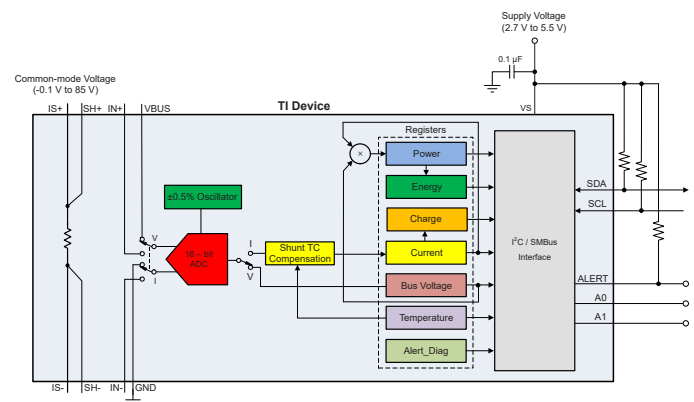 Supply Voltage
(2.7 V to 5.5 V)
0.1 µF
Common-mode Voltage
(-0.1 V to 85 V)
IS+ SH+ IN+ VBUS
TI Device
VS
Registers
Power
Energy
Charge
Current
Bus Voltage
Temperature
Alert_Diag
×
±0.5% Oscillator
16 – bit
ADC
V
I
I
V
Shunt TC
Compensation
I²C / SMBus
Interface
SDA
SCL
ALERT
A0
A1
IS- SH- IN- GND